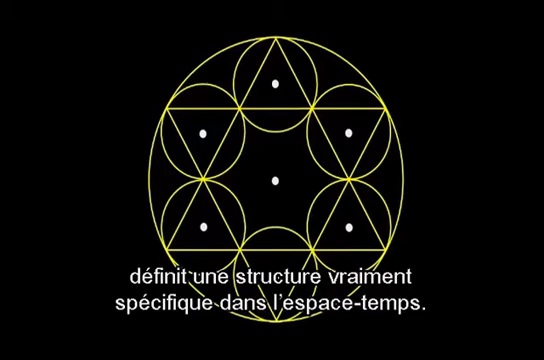 définit une structure vraiment
spécifique dans l'espace-temps.